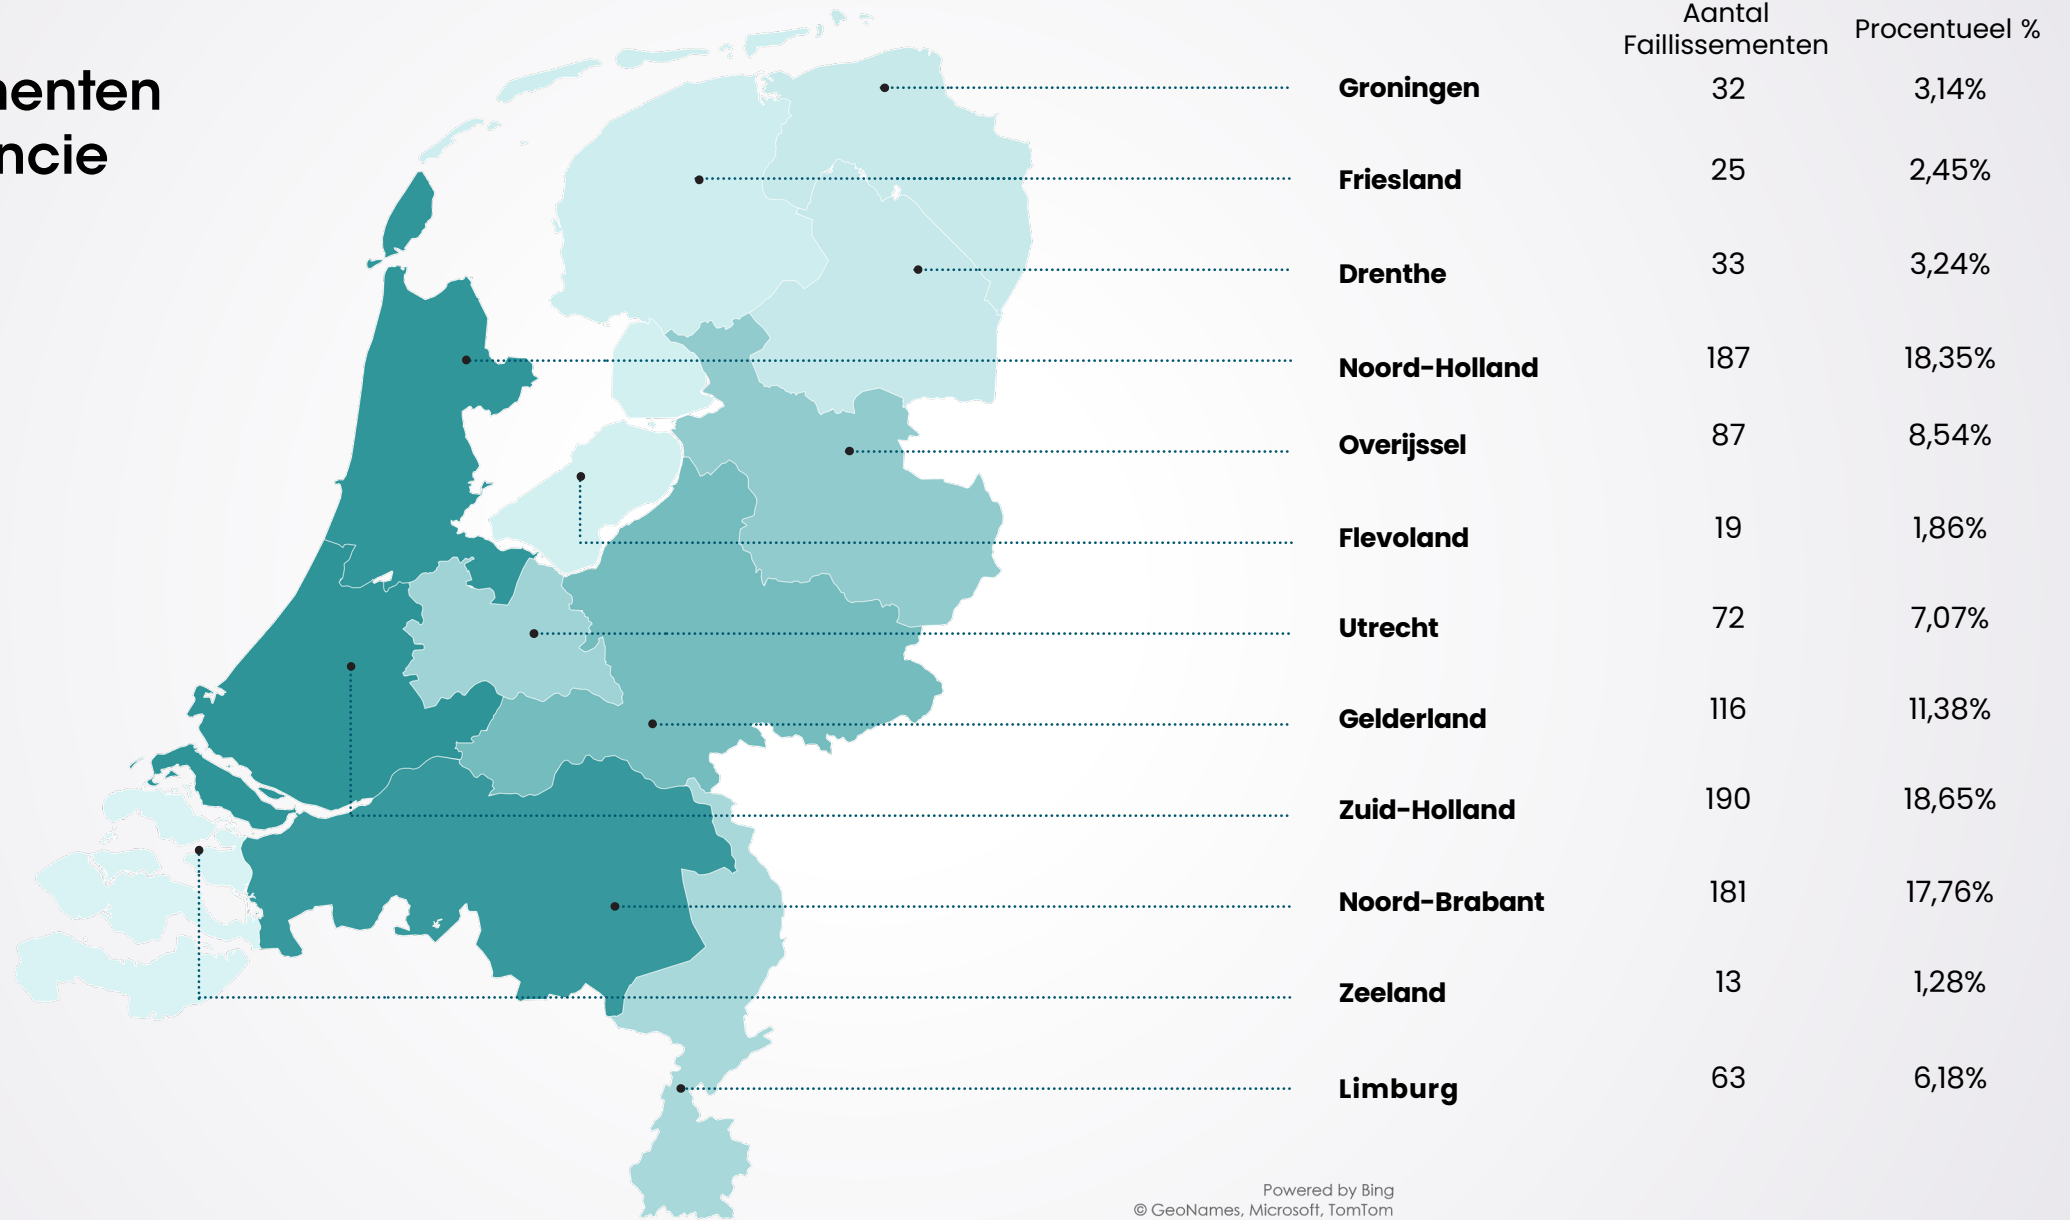 Aantal
Faillissementen
Procentueel %
Groningen 32 3,14%
Friesland 25 2,45%
Drenthe 33 3,24%
Noord-Holland 187 18,35%
Overijssel 87 8,54%
Flevoland 19 1,86%
Utrecht 72 7,07%
Gelderland 116 11,38%
Zuid-Holland 190 18,65%
Noord-Brabant 181 17,76%
Zeeland 13 1,28%
Limburg 63 6,18%
Powered by Bing
© GeoNames, Microsoft, TomTom